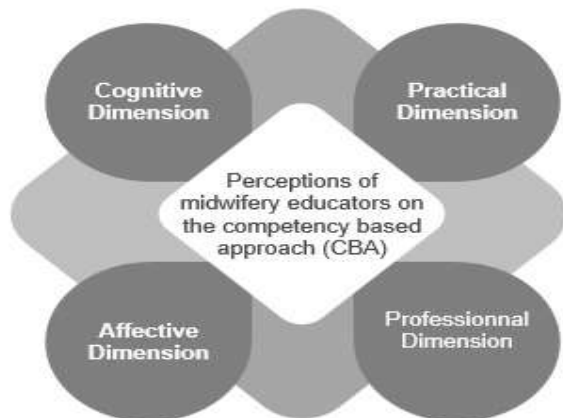 Cognitive
Dimension
Practical
Dimension
Perceptions of
midwifery educators on
the competency based
approach (CBA)
Affective
Dimension
Professionnal
Dimension